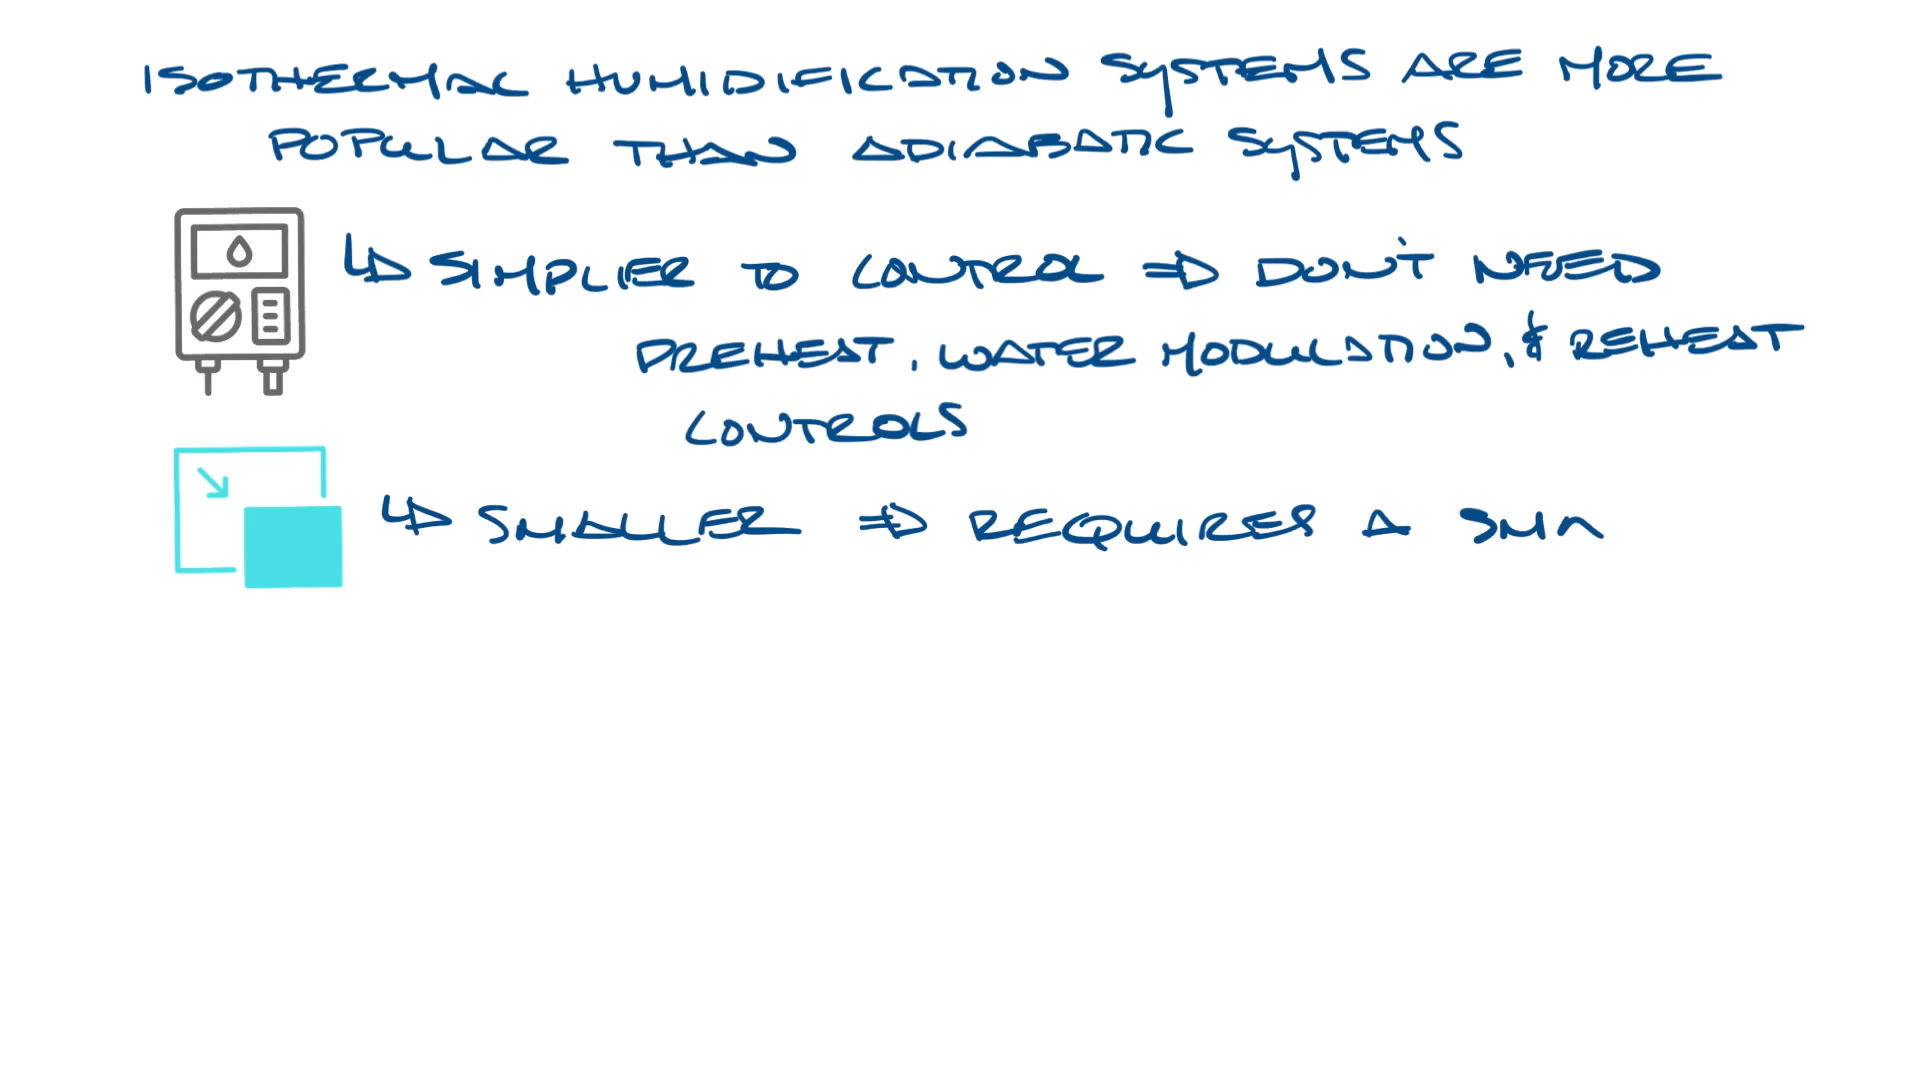 ISOTHERMAL HUMIDIFICATION SYSTEMS ARE MORE
POPULAR THAN ADIABATIC SYSTEMS
↳ SIMPLER TO CONTROL ⇒ DON'T NEED
PREHEAT, WATER MODULATION, & REHEAT
CONTROLS
↳ SMALLER ⇒ REQUIRES A SMA